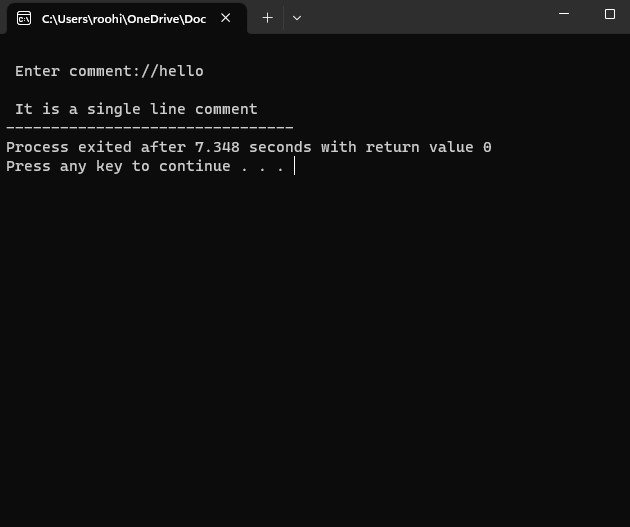 C:\Users\roohi\OneDrive\Doc
Enter comment://hello
It is a single line comment
--------------------------------
Process exited after 7.348 seconds with return value 0
Press any key to continue . . .